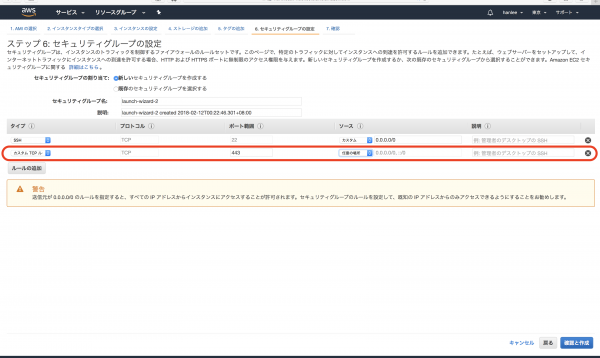 aws
サービス
リソースグループ
hanlee
東京
サポート
1. AMI の選択
2. インスタンスタイプの選択
3. インスタンスの設定
4. ストレージの追加
5. タグの追加
6. セキュリティグループの設定
7. 確認
ステップ 6: セキュリティグループの設定
セキュリティグループは、インスタンスのトラフィックを制御するファイアウォールのルールセットです。このページで、特定のトラフィックに対してインスタンスへの到達を許可するルールを追加できます。たとえば、ウェブサーバーをセットアップして、イ
ンターネットトラフィックにインスタンスへの到達を許可する場合、HTTP および HTTPS ポートに無制限のアクセス権限を与えます。新しいセキュリティグループを作成するか、次の既存のセキュリティグループから選択することができます。Amazon EC2 セ
キュリティグループに関する 詳細はこちら。
セキュリティグループの割り当て: 新しいセキュリティグループを作成する
既存のセキュリティグループを選択する
セキュリティグループ名: launch-wizard-2
説明: launch-wizard-2 created 2018-02-12T00:22:46.301+09:00
タイプ プロトコル ポート範囲 ソース 説明
SSH TCP 22 カスタム 0.0.0.0/0 例: 管理者のデスクトップの SSH
カスタム TCP ル TCP 443 任意の場所 0.0.0.0/0, ::/0 例: 管理者のデスクトップの SSH
ルールの追加
警告
送信元が 0.0.0.0/0 のルールを指定すると、すべての IP アドレスからインスタンスにアクセスすることが許可されます。セキュリティグループのルールを設定して、既知の IP アドレスからのみアクセスできるようにすることをお勧めします。
キャンセル
戻る
確認と作成